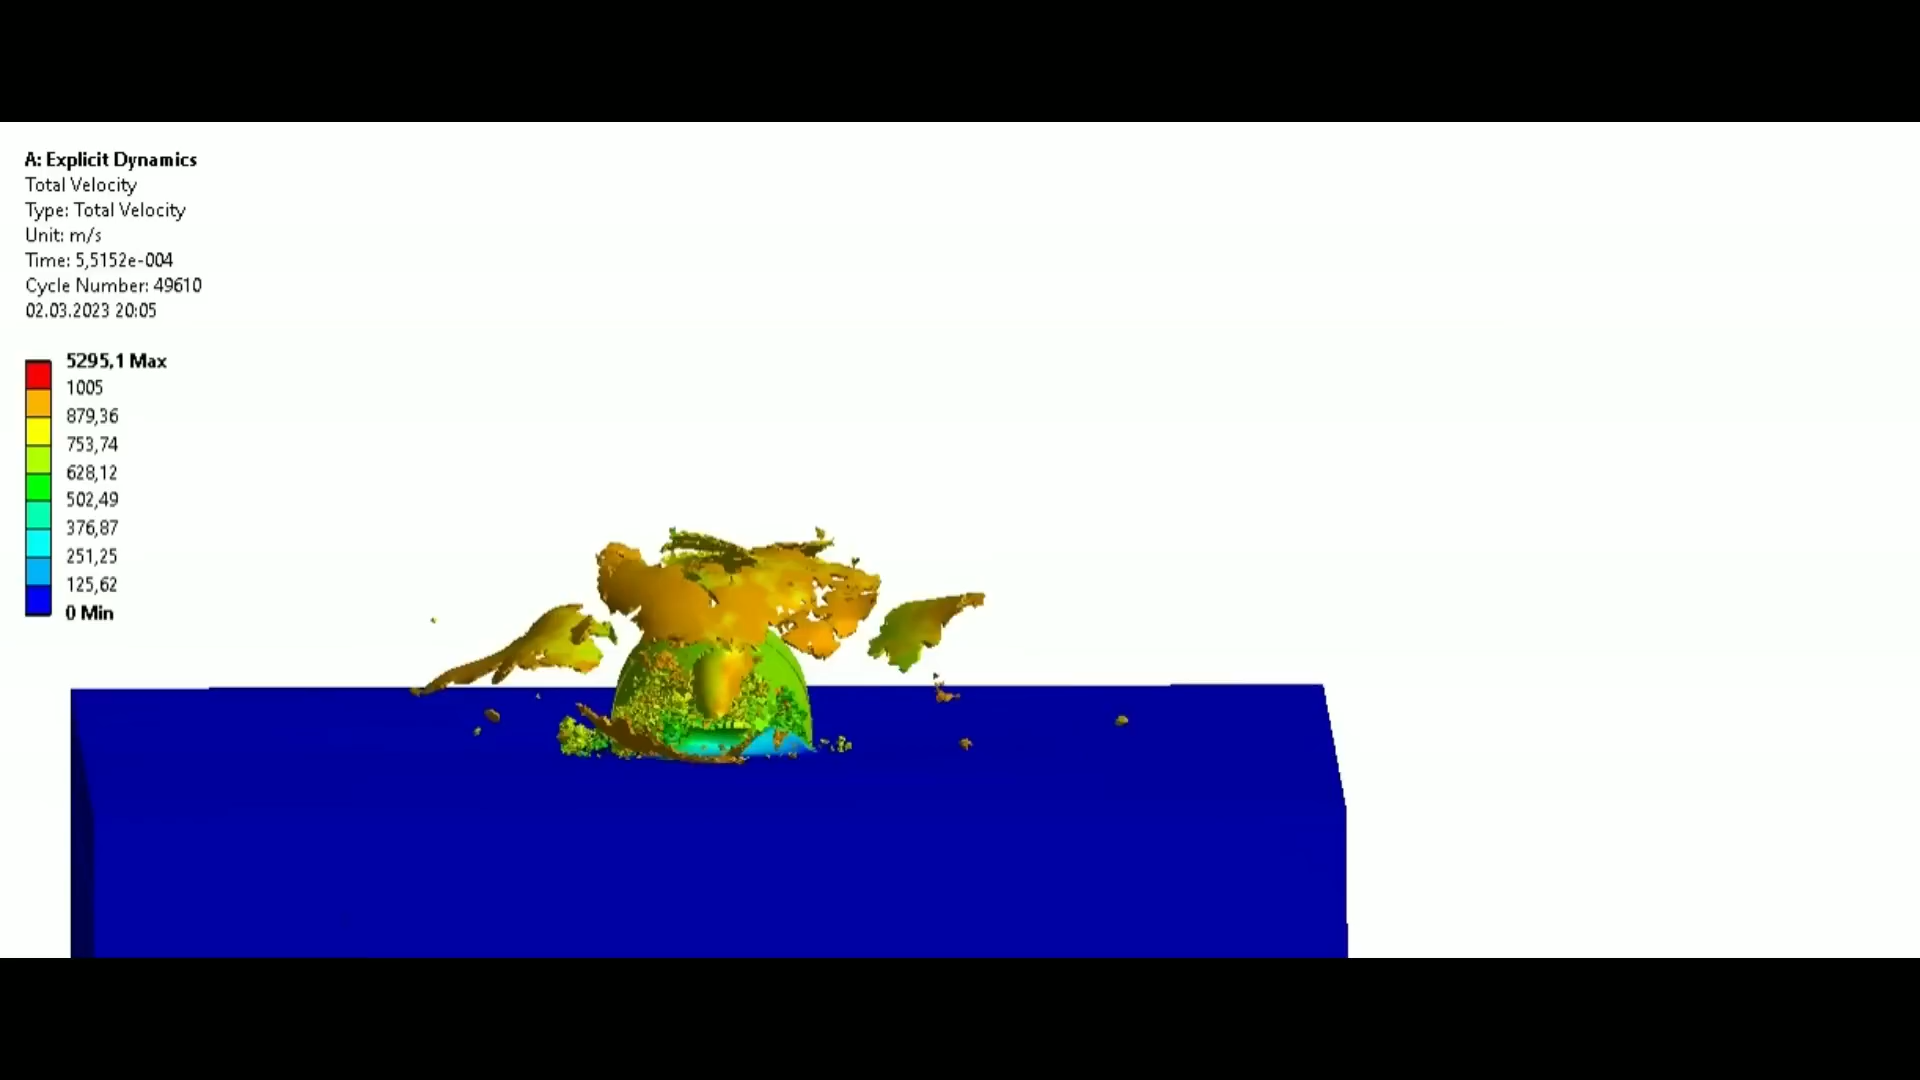 A: Explicit Dynamics
Total Velocity
Type: Total Velocity
Unit: m/s
Time: 5,5152e-004
Cycle Number: 49610
02.03.2023 20:05
5295,1 Max
1005
879,36
753,74
628,12
502,49
376,87
251,25
125,62
0 Min